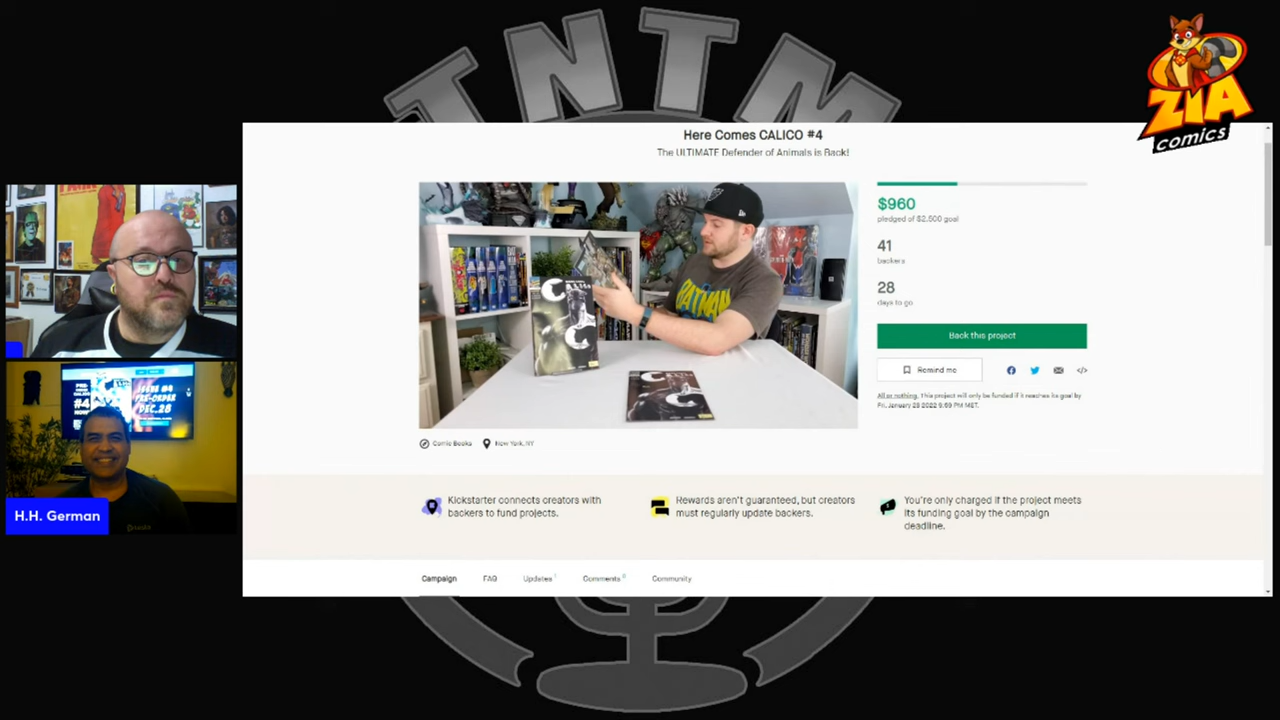 TNTM
ZIA
comics
Here Comes CALICO #4
The ULTIMATE Defender of Animals is Back!
$960
pledged of $2,500 goal
41
backers
28
days to go
Back this project
Remind me
All or nothing. This project will only be funded if it reaches its goal by
Fri, January 28 2022 9:59 PM MST.
BATMAN
Comic Books
New York, NY
ISSUE #4
PRE-ORDER
DEC.28
H.H. German
Kickstarter connects creators with
backers to fund projects.
Rewards aren't guaranteed, but creators
must regularly update backers.
You're only charged if the project meets
its funding goal by the campaign
deadline.
Campaign
FAQ
Updates 1
Comments 0
Community